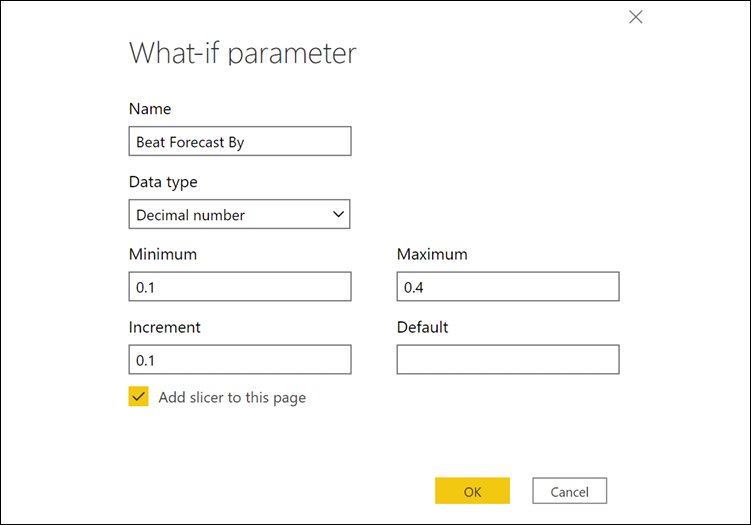 What-if parameter
Name
Beat Forecast By
Data type
Decimal number
Minimum
Maximum
0.1
0.4
Increment
Default
0.1
Add slicer to this page
OK
Cancel